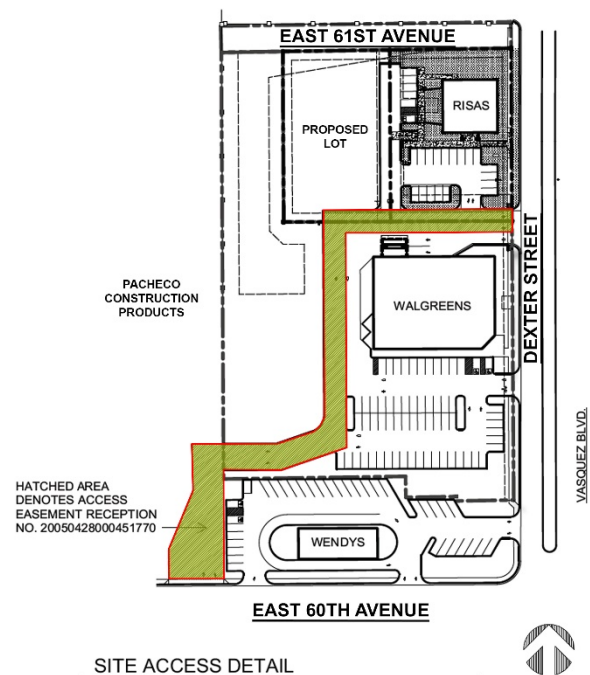 EAST 61ST AVENUE
RISAS
PROPOSED
LOT
DEXTER STREET
PACHECO
CONSTRUCTION
PRODUCTS
WALGREENS
VASQUEZ BLVD.
HATCHED AREA
DENOTES ACCESS
EASEMENT RECEPTION
NO. 20050428000451770
WENDYS
EAST 60TH AVENUE
SITE ACCESS DETAIL